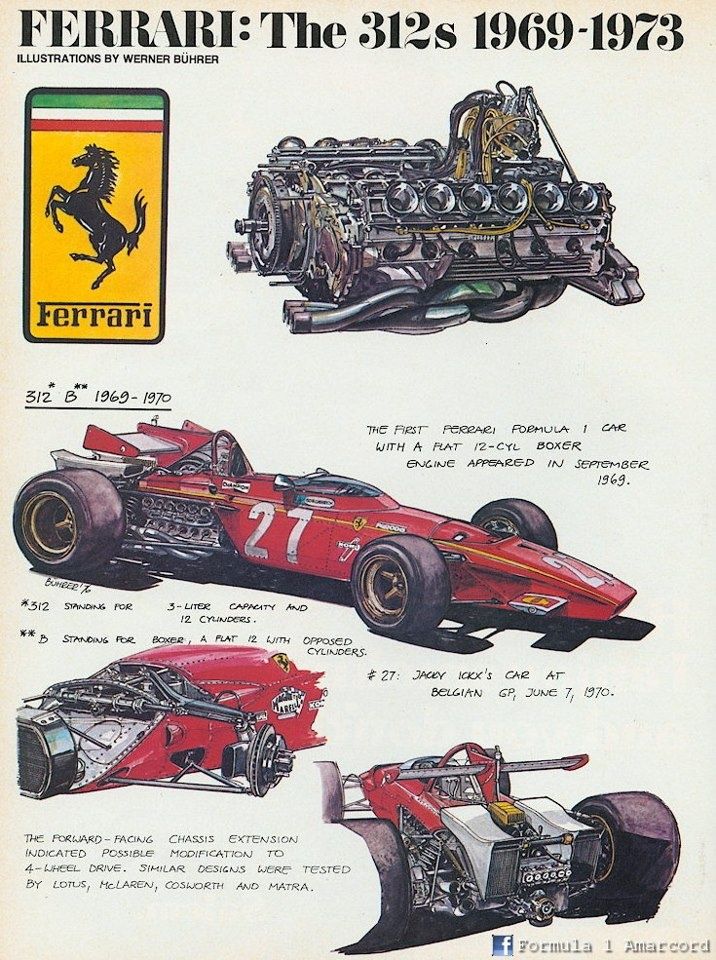 FERRARI: The 312s 1969-1973
ILLUSTRATIONS BY WERNER BÜHRER
Ferrari
312* B** 1969-1970
THE FIRST FERRARI FORMULA 1 CAR
WITH A FLAT 12-CYL BOXER
ENGINE APPEARED IN SEPTEMBER
1969.
CHAMPION
27
27
BÜHRER '70
*312 STANDING FOR 3-LITER CAPACITY AND
12 CYLINDERS.
**B STANDING FOR BOXER, A FLAT 12 WITH OPPOSED
CYLINDERS.
# 27: JACKY ICKX'S CAR AT
BELGIAN GP, JUNE 7, 1970.
THE FORWARD-FACING CHASSIS EXTENSION
INDICATED POSSIBLE MODIFICATION TO
4-WHEEL DRIVE. SIMILAR DESIGNS WERE TESTED
BY LOTUS, McLAREN, COSWORTH AND MATRA.
f Formula 1 Amarcord